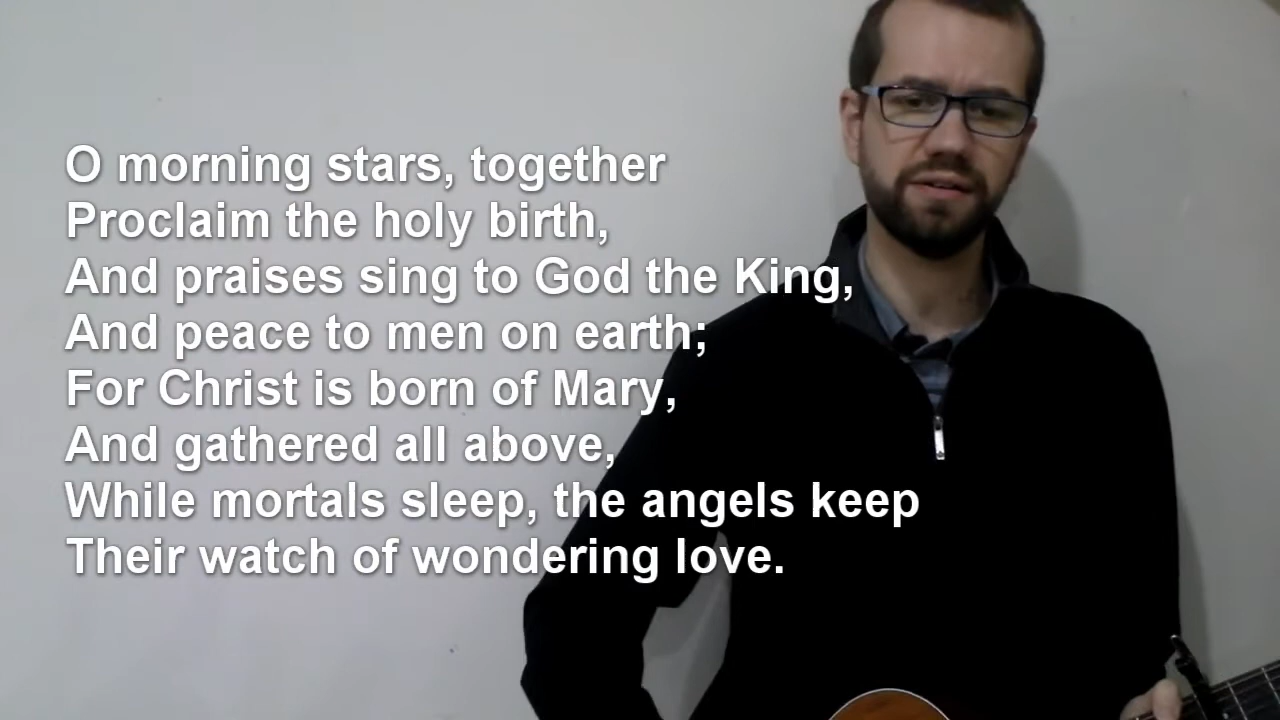 O morning stars, together
Proclaim the holy birth,
And praises sing to God the King,
And peace to men on earth;
For Christ is born of Mary,
And gathered all above,
While mortals sleep, the angels keep
Their watch of wondering love.